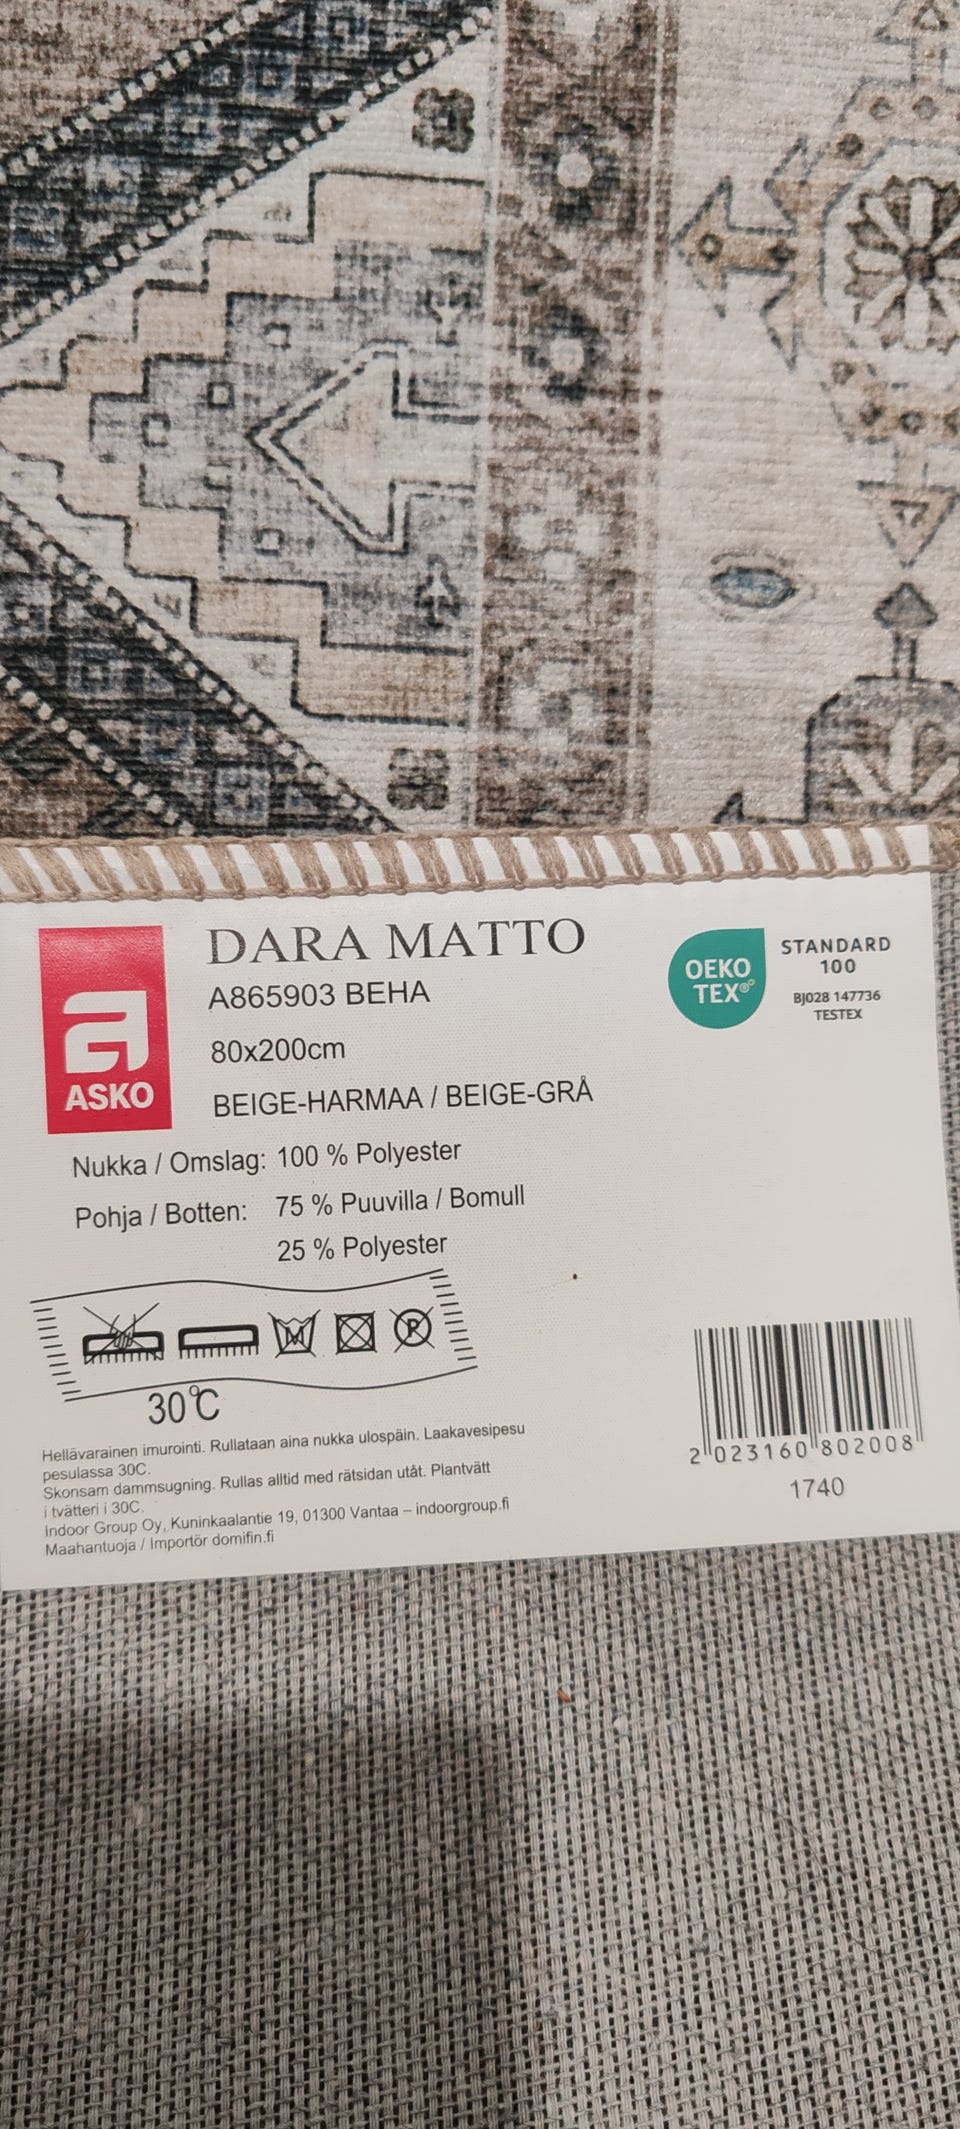 DARA MATTO
A865903 BEHA
80x200cm
BEIGE-HARMAA / BEIGE-GRÅ
ASKO
OEKO
TEX®
STANDARD
100
BJ028 147736
TESTEX
Nukka / Omslag: 100 % Polyester
Pohja / Botten: 75 % Puuvilla / Bomull
25 % Polyester
M
P
30°C
Hellävarainen imurointi. Rullataan aina nukka ulospäin. Laakavesipesu
pesulassa 30C.
Skonsam dammsugning. Rullas alltid med rätsidan utåt. Plantvätt
i tvätteri i 30C.
Indoor Group Oy, Kuninkaalantie 19, 01300 Vantaa – indoorgroup.fi
Maahantuoja / Importör domifin.fi
2 023160 802008
1740